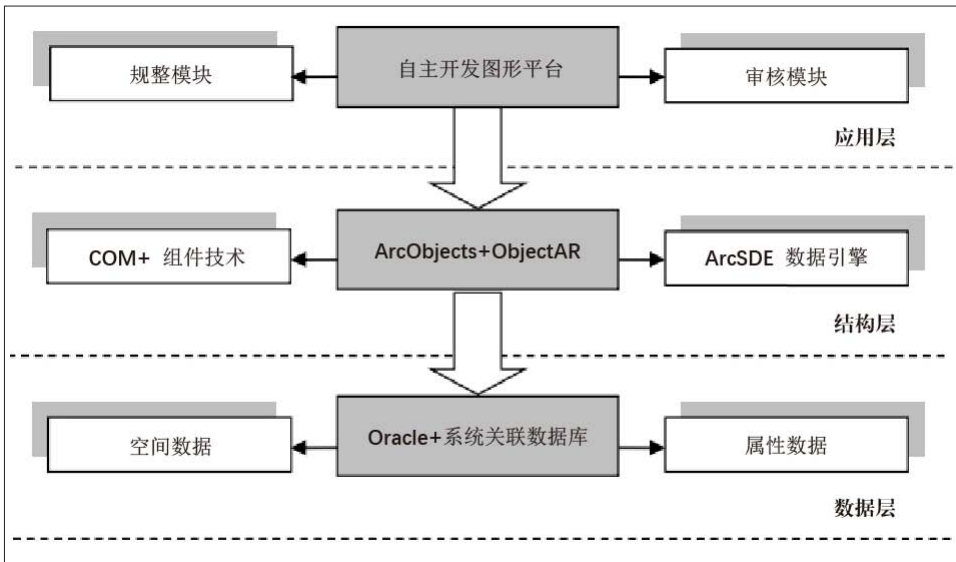 规整模块
自主开发图形平台
审核模块
应用层
COM+ 组件技术
ArcObjects+ObjectAR
ArcSDE 数据引擎
结构层
空间数据
Oracle+系统关联数据库
属性数据
数据层